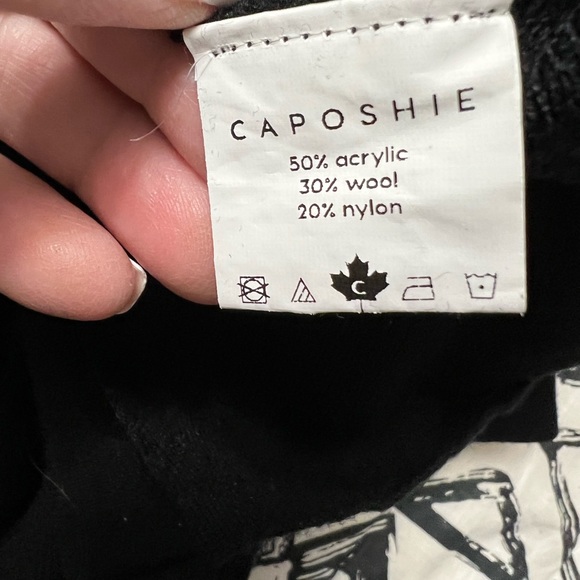 CAPOSHIE
50% acrylic
30% wool
20% nylon
C